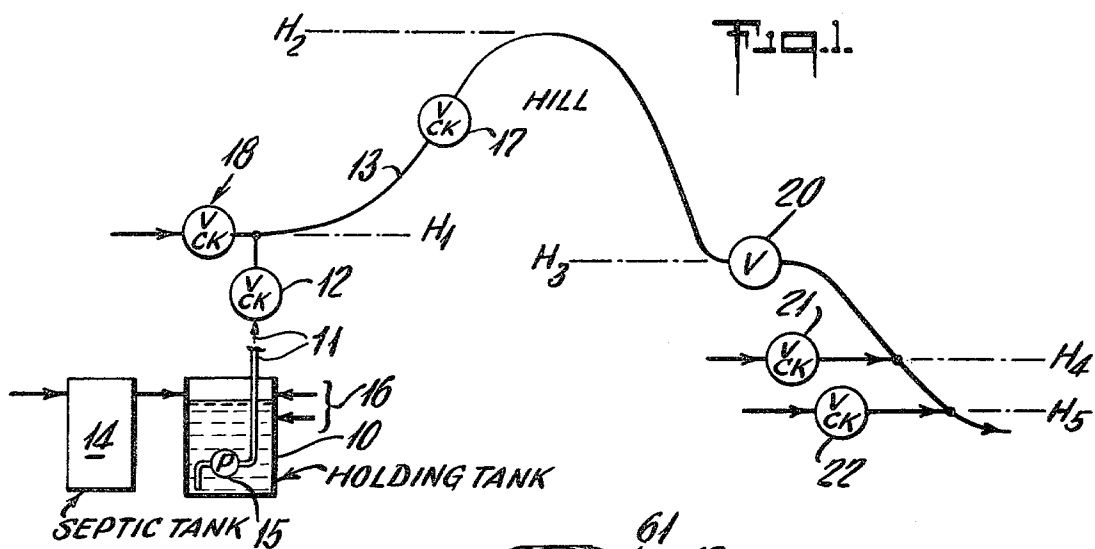 H2
Fig.1.
V
CK
HILL
17
18
13
20
V
CK
H1
H3
V
V
CK
12
21
11
V
CK
H4
16
V
CK
H5
14
10
22
P
HOLDING TANK
SEPTIC TANK
15
61